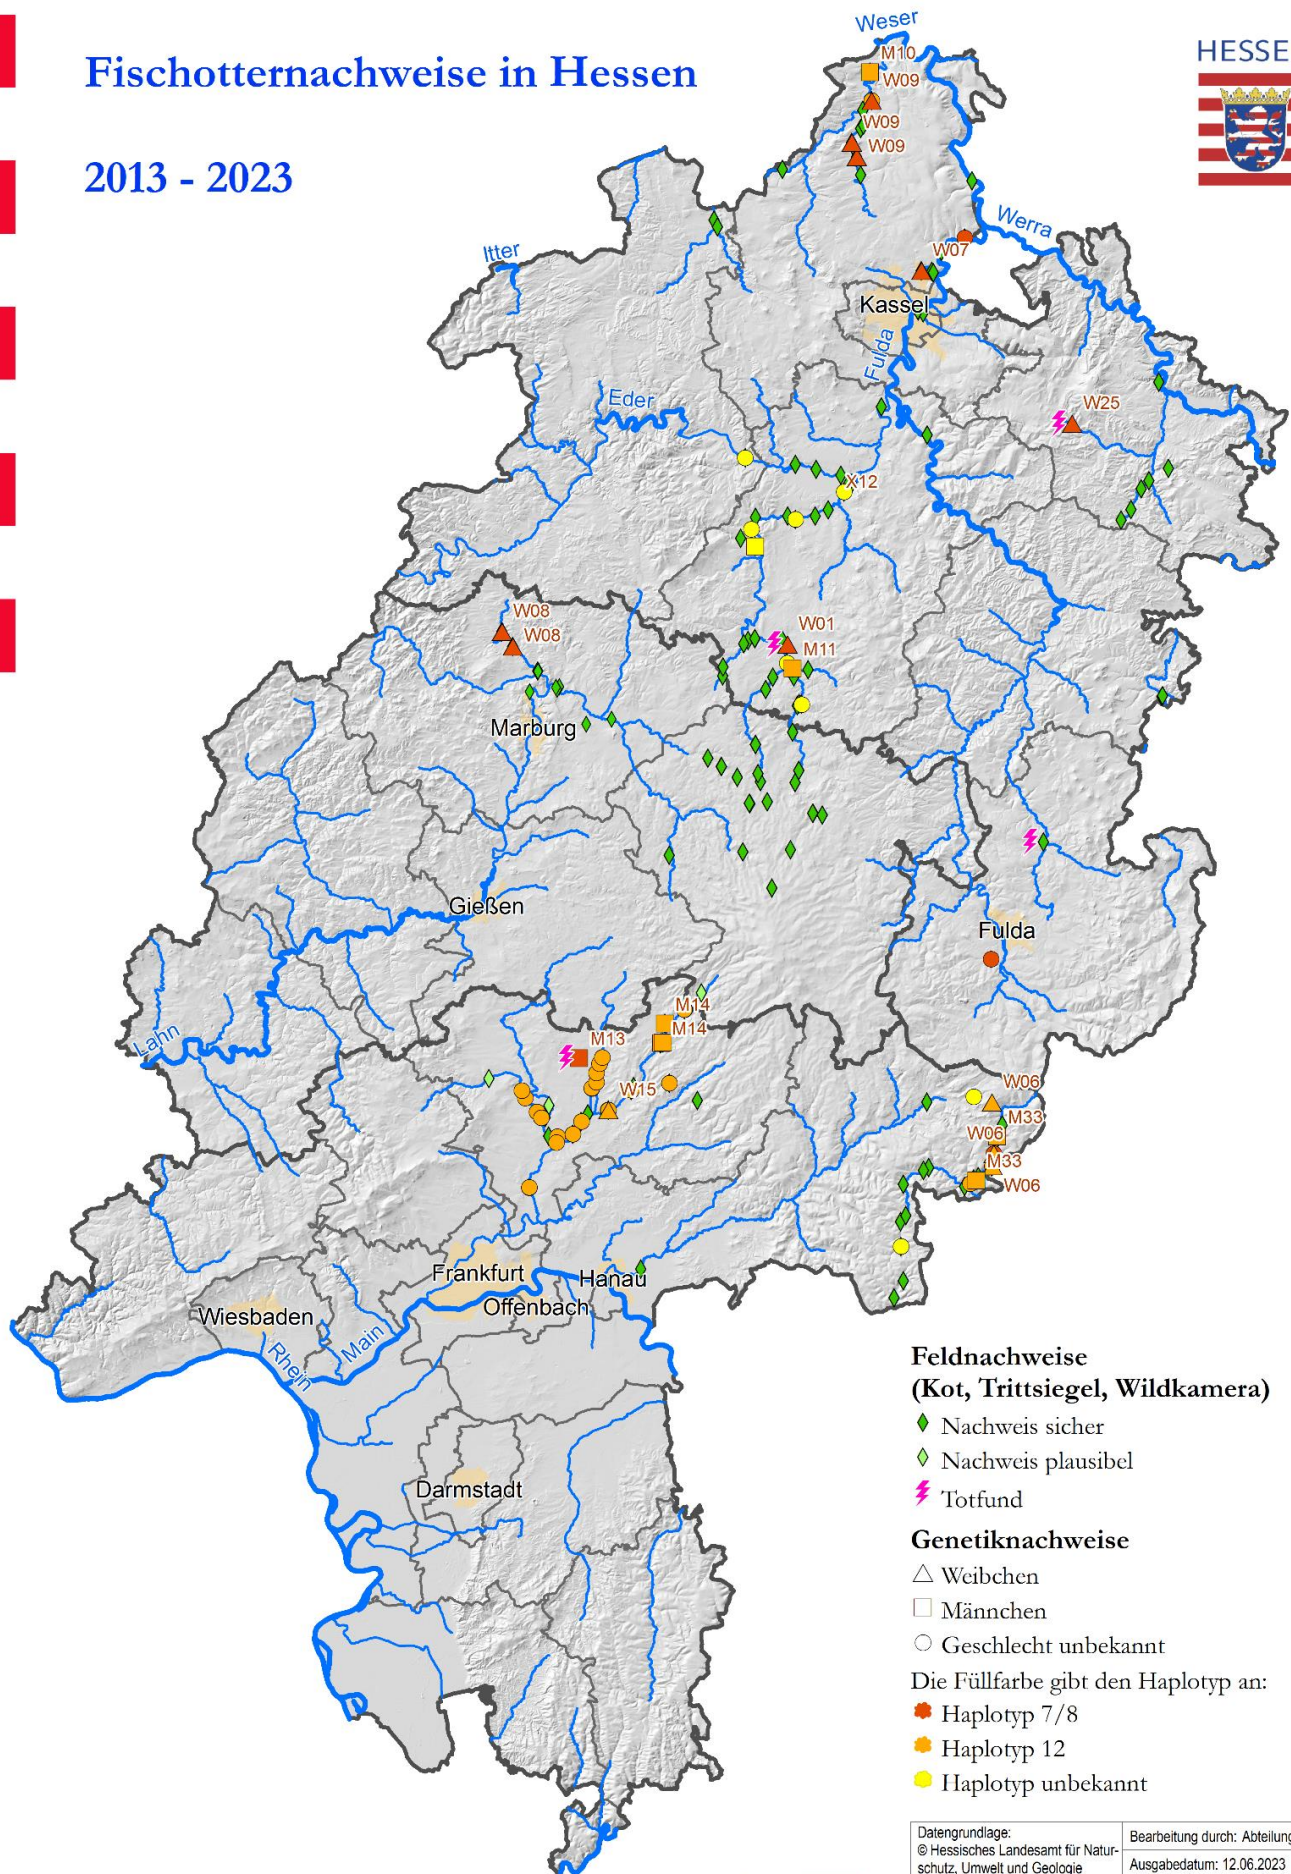 Fischotternachweise in Hessen
2013 - 2023
HESSE
Weser
M10
W09
W09
W09
Werra
Itter
W07
Kassel
Fulda
Eder
W25
X12
W08
W08
W01
M11
Marburg
Gießen
Fulda
Lahn
M14
M14
M13
W15
W06
M33
W06
M33
W06
Frankfurt
Hanau
Offenbach
Wiesbaden
Main
Rhein
Darmstadt
Feldnachweise
(Kot, Trittsiegel, Wildkamera)
Nachweis sicher
Nachweis plausibel
Totfund
Genetiknachweise
Weibchen
Männchen
Geschlecht unbekannt
Die Füllfarbe gibt den Haplotyp an:
Haplotyp 7/8
Haplotyp 12
Haplotyp unbekannt
Datengrundlage:
© Hessisches Landesamt für Natur-
schutz, Umwelt und Geologie
Bearbeitung durch: Abteilung
Ausgabedatum: 12.06.2023